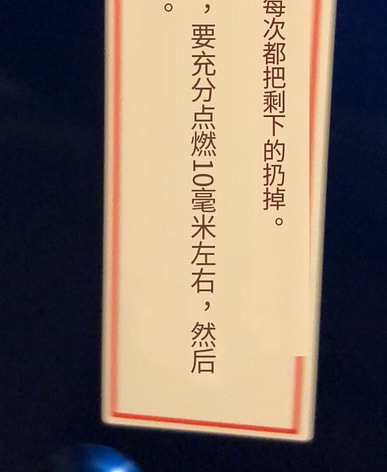 每次都把剩下的扔掉。
，要充分点燃10毫米左右，然后
。